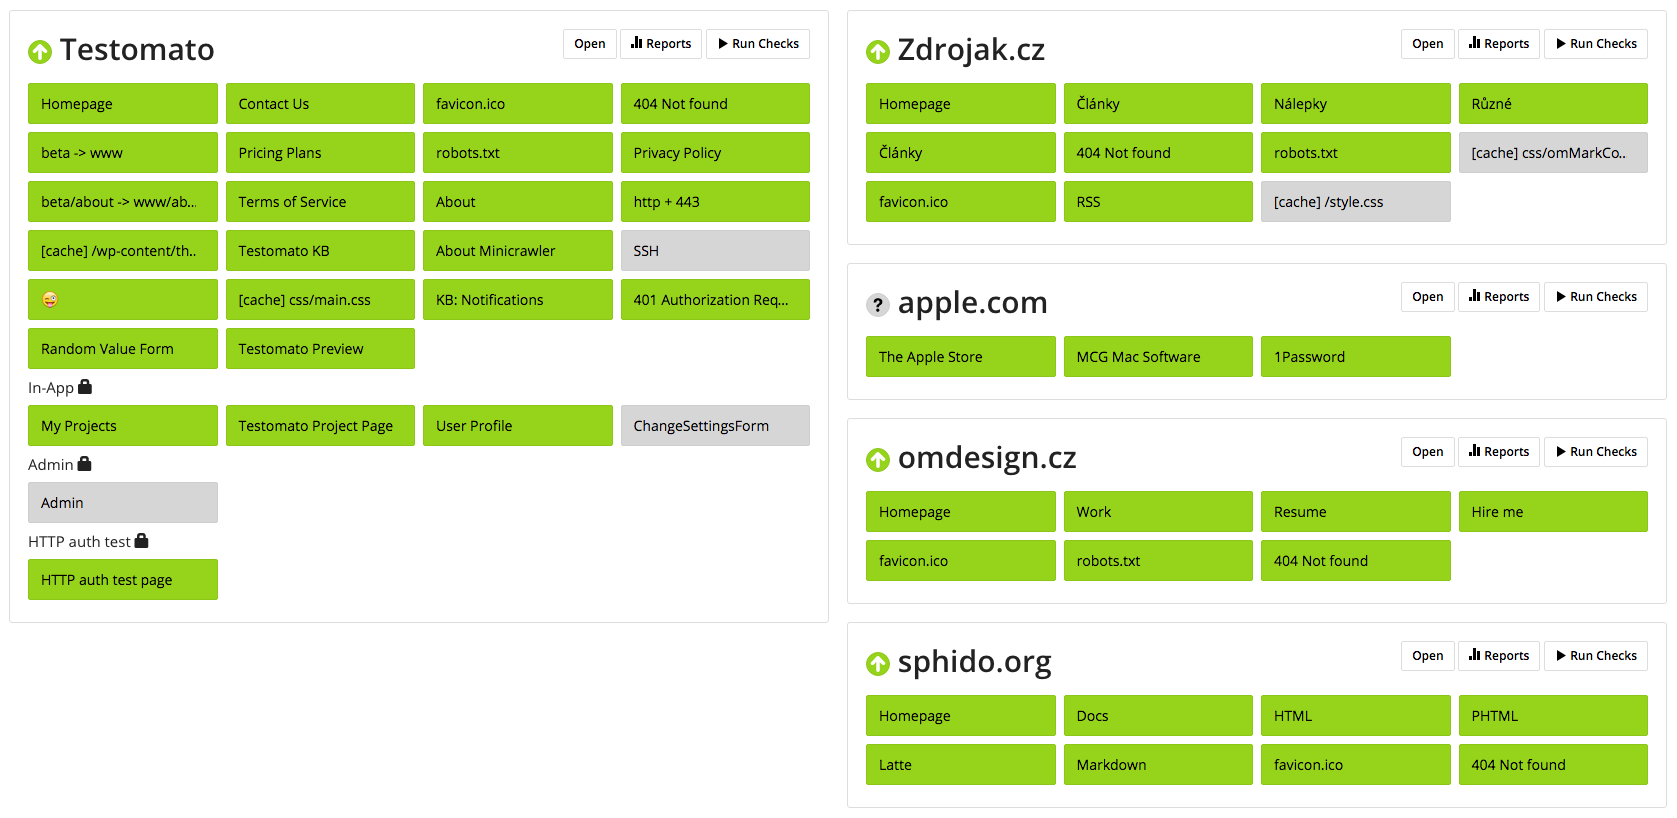 Testomato
Open Reports Run Checks
Homepage Contact Us favicon.ico 404 Not found
beta -> www Pricing Plans robots.txt Privacy Policy
beta/about -> www/ab... Terms of Service About http + 443
[cache] /wp-content/th.. Testomato KB About Minicrawler SSH
😜 [cache] css/main.css KB: Notifications 401 Authorization Req...
Random Value Form Testomato Preview
In-App
My Projects Testomato Project Page User Profile ChangeSettingsForm
Admin
Admin
HTTP auth test
HTTP auth test page
Zdrojak.cz
Open Reports Run Checks
Homepage Články Nálepky Různé
Články 404 Not found robots.txt [cache] css/omMarkCo..
favicon.ico RSS [cache] /style.css
? apple.com
Open Reports Run Checks
The Apple Store MCG Mac Software 1Password
omdesign.cz
Open Reports Run Checks
Homepage Work Resume Hire me
favicon.ico robots.txt 404 Not found
sphido.org
Open Reports Run Checks
Homepage Docs HTML PHTML
Latte Markdown favicon.ico 404 Not found